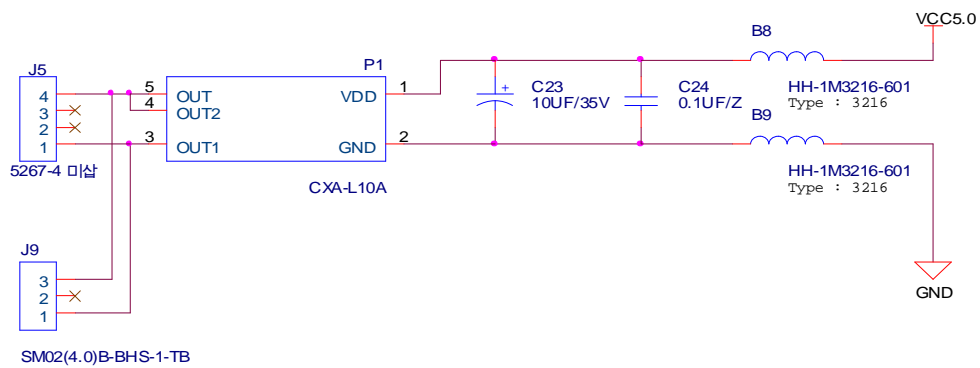 VCC5.0
B8
P1
J5
C23
C24
HH-1M3216-601
5
1
4
OUT
VDD
10UF/35V
0.1UF/Z
Type : 3216
4
3
OUT2
+
2
3
2
B9
1
OUT1
GND
5267-4 미삽
HH-1M3216-601
CXA-L10A
Type : 3216
J9
3
2
GND
1
SM02(4.0)B-BHS-1-TB